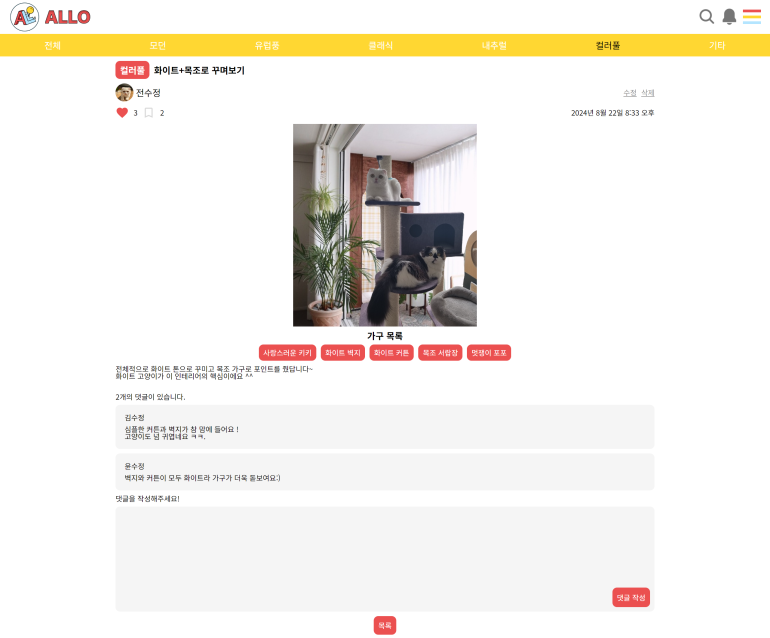 ALLO
전체 모던 유럽풍 클래식 내추럴 컬러풀 기타
컬러풀 화이트+목조로 꾸며보기
전수정
수정 삭제
3 2
2024년 8월 22일 8:33 오후
가구 목록
사랑스러운 키키 화이트 벽지 화이트 커튼 목조 서랍장 멋쟁이 포포
전체적으로 화이트 톤으로 꾸미고 목조 가구로 포인트를 줬답니다~
화이트 고양이가 이 인테리어의 핵심이에요 ^^
2개의 댓글이 있습니다.
김수정
심플한 커튼과 벽지가 참 맘에 들어요 !
고양이도 넘 귀엽네요 ㅋㅋ.
윤수정
벽지와 커튼이 모두 화이트라 가구가 더욱 돋보여요:)
댓글을 작성해주세요!
댓글 작성
목록